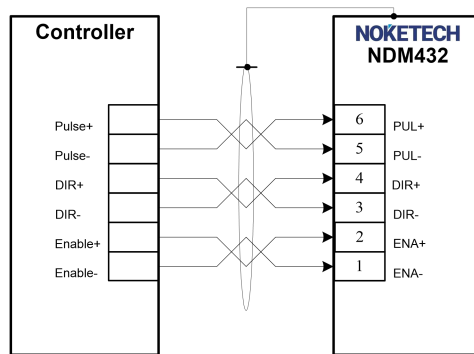 Controller
NOKETECH
NDM432
Pulse+
Pulse-
DIR+
DIR-
Enable+
Enable-
6 PUL+
5 PUL-
4 DIR+
3 DIR-
2 ENA+
1 ENA-